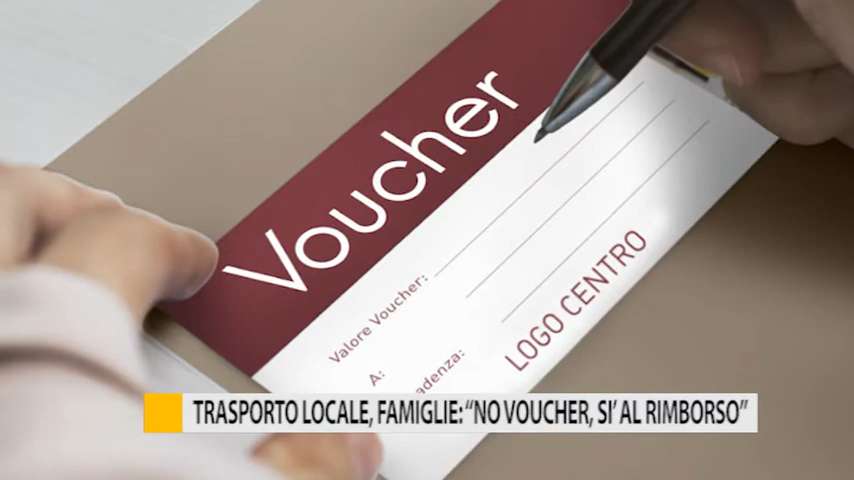 Voucher
Valore Voucher:
A:
adenza:
LOGO CENTRO
TRASPORTO LOCALE, FAMIGLIE: “NO VOUCHER, SI’ AL RIMBORSO”